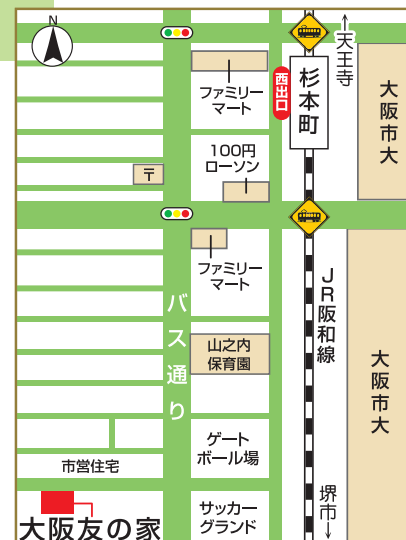 N
↑天王寺
ファミリー
マート
西出口
杉本町
大阪市大
100円
ローソン
〒
ファミリー
マート
バス通り
JR阪和線
山之内
保育園
大阪市大
ゲート
ボール場
市営住宅
サッカー
グランド
堺市↓
大阪友の家